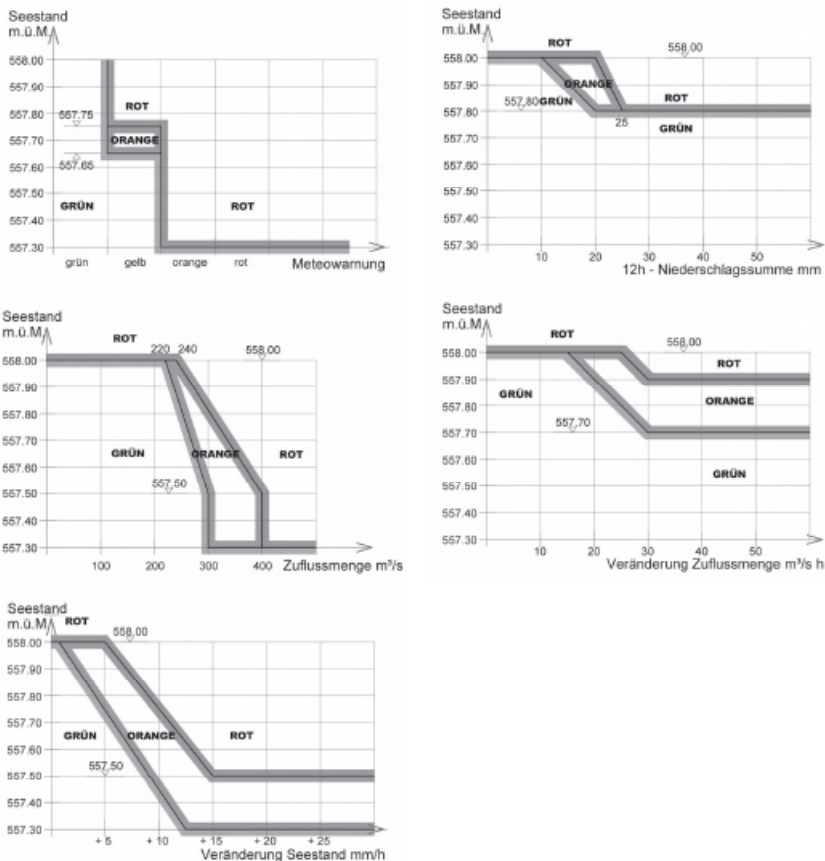 Seestand
m.ü.M.
558.00
557.90
557.80
557.70
557.60
557.50
557.40
557.30
557.75
557.65
ROT
ORANGE
GRÜN
ROT
grün gelb orange rot
Meteowarnung
Seestand
m.ü.M.
558.00
557.90
557.80
557.70
557.60
557.50
557.40
557.30
ROT
558.00
ORANGE
557.80
GRÜN
ROT
25
GRÜN
10 20 30 40 50
12h - Niederschlagssumme mm
Seestand
m.ü.M.
558.00
557.90
557.80
557.70
557.60
557.50
557.40
557.30
ROT
220 240
558.00
GRÜN
ORANGE
ROT
557.50
100 200 300 400
Zuflussmenge m³/s
Seestand
m.ü.M.
558.00
557.90
557.80
557.70
557.60
557.50
557.40
557.30
ROT
558.00
ROT
GRÜN
ORANGE
557.70
GRÜN
10 20 30 40 50
Veränderung Zuflussmenge m³/s h
Seestand
m.ü.M.
558.00
557.90
557.80
557.70
557.60
557.50
557.40
557.30
ROT
558.00
GRÜN
ORANGE
ROT
557.50
+ 5 + 10 + 15 + 20 + 25
Veränderung Seestand mm/h